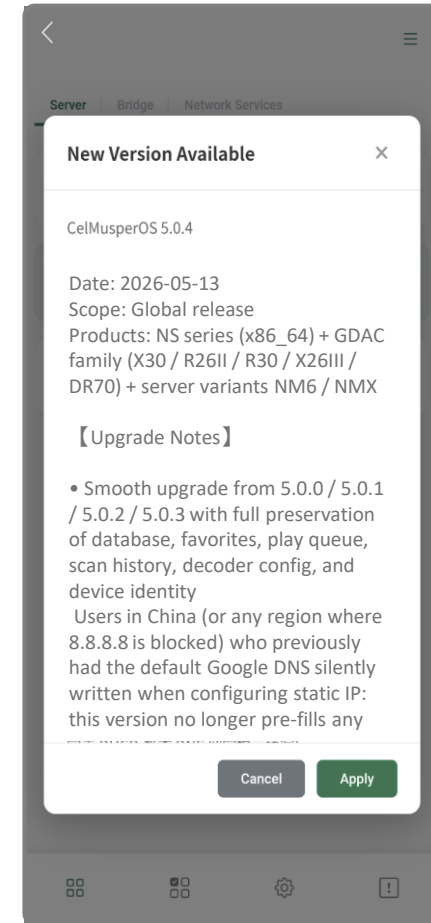 Server
Bridge
Network Services
New Version Available
CelMusperOS 5.0.4
Date: 2026-05-13
Scope: Global release
Products: NS series (x86_64) + GDAC
family (X30 / R26II / R30 / X26III /
DR70) + server variants NM6 / NMX
【Upgrade Notes】
• Smooth upgrade from 5.0.0 / 5.0.1
/ 5.0.2 / 5.0.3 with full preservation
of database, favorites, play queue,
scan history, decoder config, and
device identity
Users in China (or any region where
8.8.8.8 is blocked) who previously
had the default Google DNS silently
written when configuring static IP:
this version no longer pre-fills any
Cancel
Apply